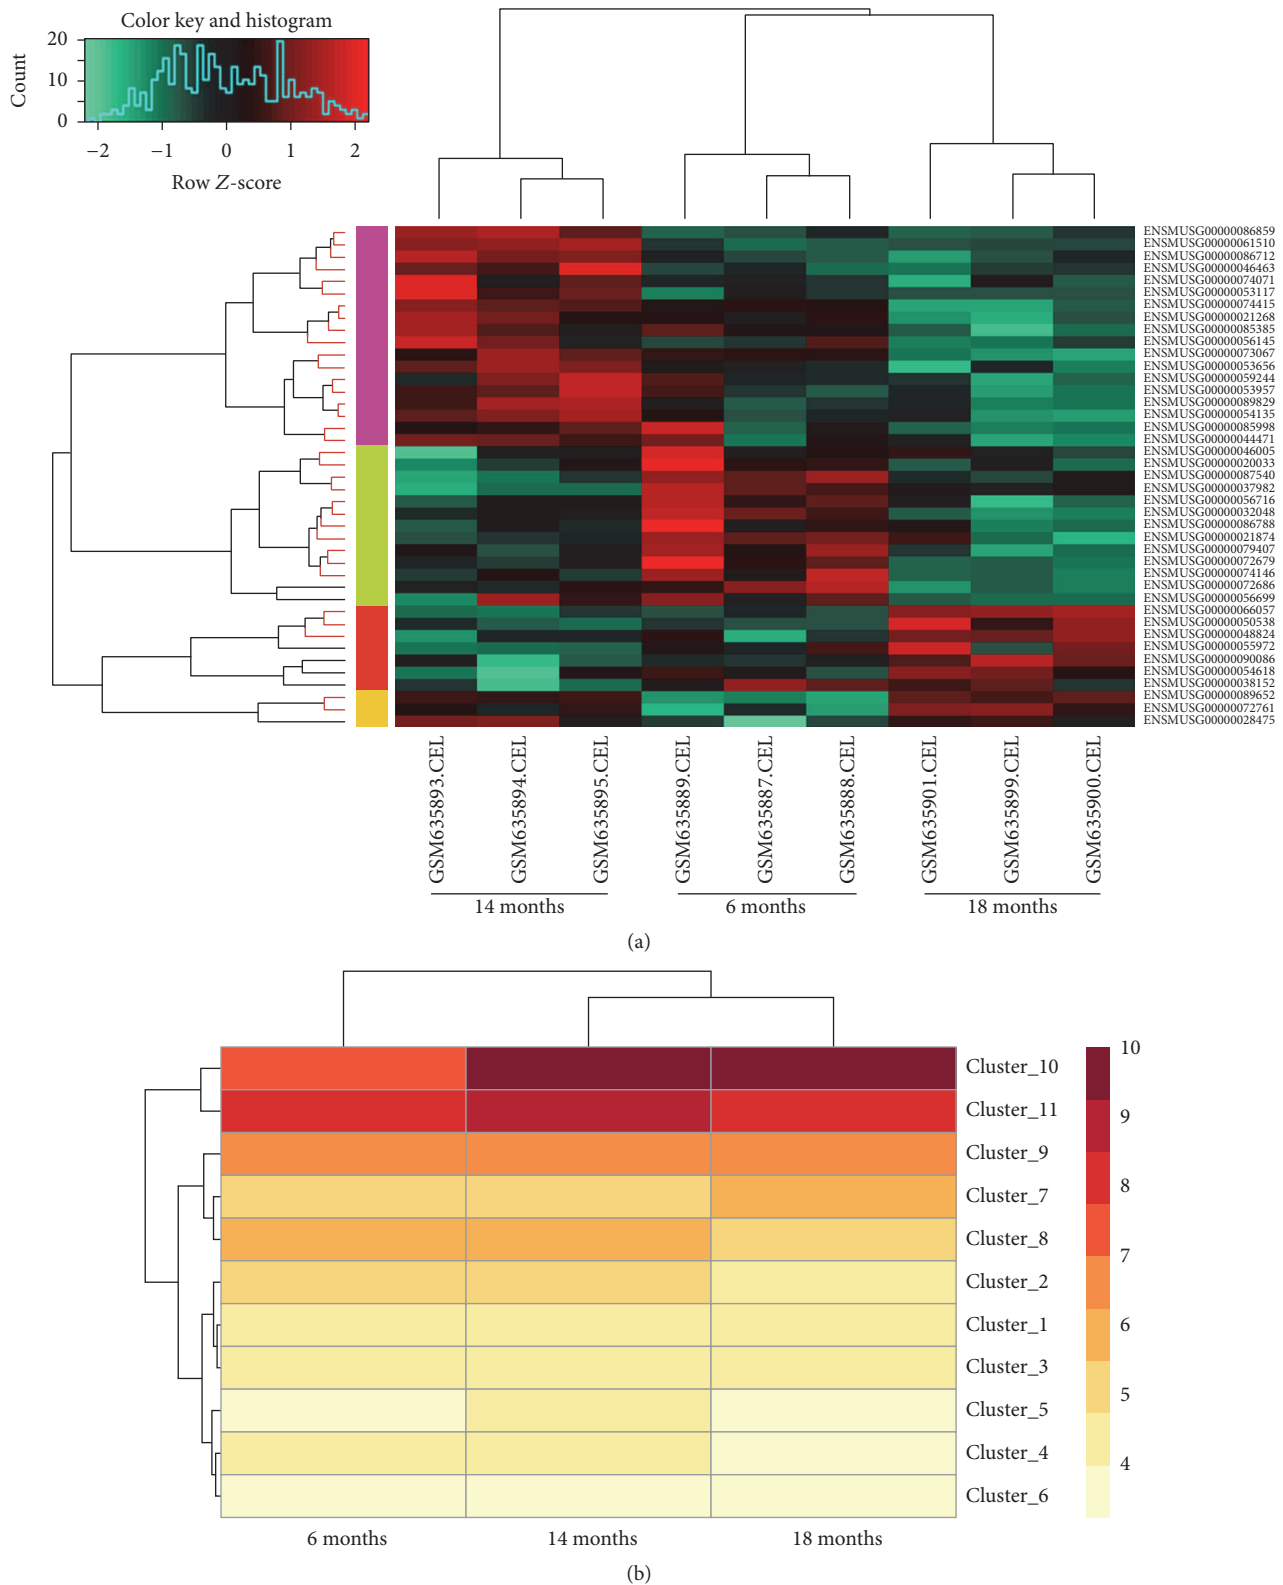 Color key and histogram
20
10
0
Count
−2 −1 0 1 2
Row Z-score
ENSMUSG00000086859
ENSMUSG00000061510
ENSMUSG00000086712
ENSMUSG00000046463
ENSMUSG00000074071
ENSMUSG00000053117
ENSMUSG00000074415
ENSMUSG00000021268
ENSMUSG00000085385
ENSMUSG00000056145
ENSMUSG00000073067
ENSMUSG00000053656
ENSMUSG00000059244
ENSMUSG00000053957
ENSMUSG00000089829
ENSMUSG00000054135
ENSMUSG00000085998
ENSMUSG00000044471
ENSMUSG00000046005
ENSMUSG00000020033
ENSMUSG00000087540
ENSMUSG00000037982
ENSMUSG00000056716
ENSMUSG00000032048
ENSMUSG00000086788
ENSMUSG00000021874
ENSMUSG00000079407
ENSMUSG00000072679
ENSMUSG00000074146
ENSMUSG00000072686
ENSMUSG00000056699
ENSMUSG00000066057
ENSMUSG00000050538
ENSMUSG00000048824
ENSMUSG00000055972
ENSMUSG00000090086
ENSMUSG00000054618
ENSMUSG00000038152
ENSMUSG00000089652
ENSMUSG00000072761
ENSMUSG00000028475
GSM635893.CEL
GSM635894.CEL
GSM635895.CEL
GSM635889.CEL
GSM635887.CEL
GSM635888.CEL
GSM635901.CEL
GSM635899.CEL
GSM635900.CEL
14 months 6 months 18 months
(a)
Cluster_10
Cluster_11
Cluster_9
Cluster_7
Cluster_8
Cluster_2
Cluster_1
Cluster_3
Cluster_5
Cluster_4
Cluster_6
10
9
8
7
6
5
4
6 months 14 months 18 months
(b)